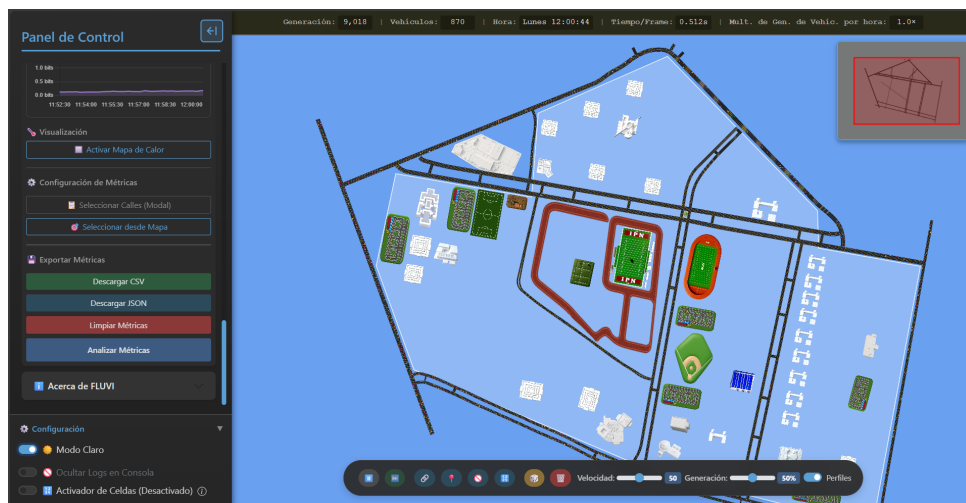 Generación: 9,018 | Vehículos: 870 | Hora: Lunes 12:00:44 | Tiempo/Frame: 0.512s | Mult. de Gen. de Vehic. por hora: 1.0×
Panel de Control
1.0 bits
0.5 bits
0.0 bits
11:52:30 11:54:00 11:55:30 11:57:00 11:58:30 12:00:00
Visualización
Activar Mapa de Calor
Configuración de Métricas
Seleccionar Calles (Modal)
Seleccionar desde Mapa
Exportar Métricas
Descargar CSV
Descargar JSON
Limpiar Métricas
Analizar Métricas
Acerca de FLUVI
Configuración
Modo Claro
Ocultar Logs en Consola
Activador de Celdas (Desactivado)
IPN
IPN
Velocidad: 50 Generación: 50% Perfiles